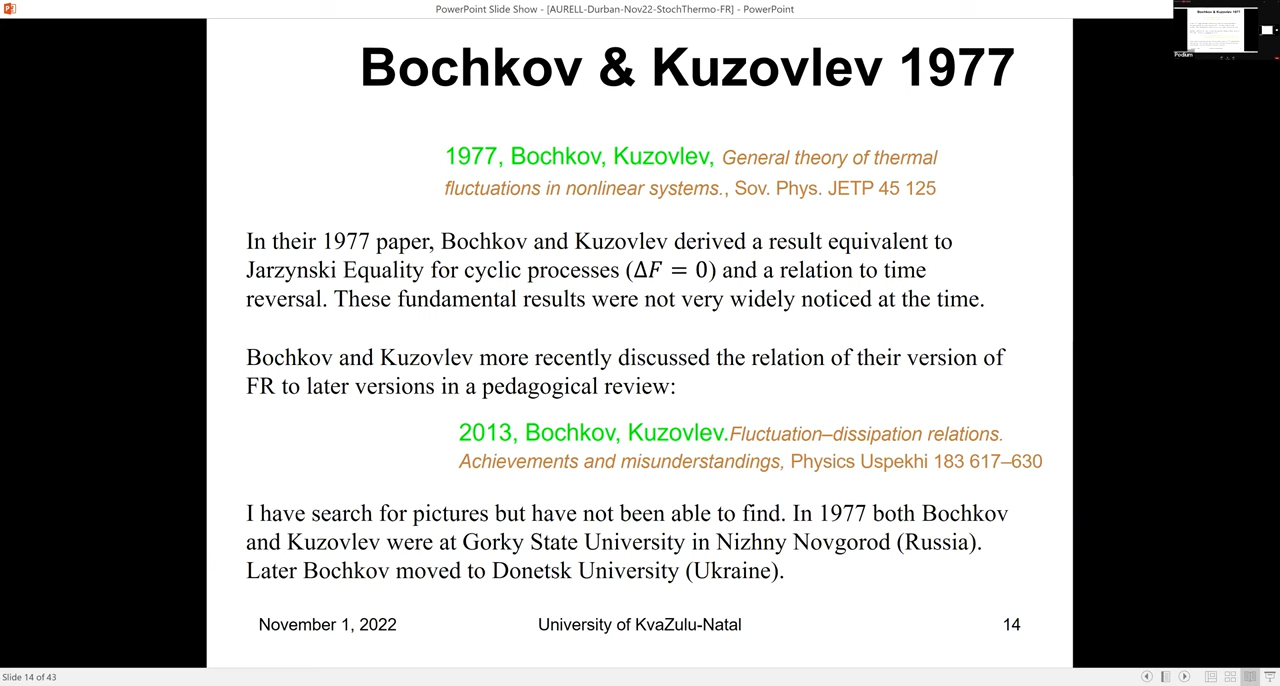 PowerPoint Slide Show - [AURELL-Durban-Nov22-StochThermo-FR] - PowerPoint
Bochkov & Kuzovlev 1977
Podium
Bochkov & Kuzovlev 1977
1977, Bochkov, Kuzovlev, General theory of thermal
fluctuations in nonlinear systems., Sov. Phys. JETP 45 125
In their 1977 paper, Bochkov and Kuzovlev derived a result equivalent to
Jarzynski Equality for cyclic processes (ΔF = 0) and a relation to time
reversal. These fundamental results were not very widely noticed at the time.
Bochkov and Kuzovlev more recently discussed the relation of their version of
FR to later versions in a pedagogical review:
2013, Bochkov, Kuzovlev.Fluctuation–dissipation relations.
Achievements and misunderstandings, Physics Uspekhi 183 617–630
I have search for pictures but have not been able to find. In 1977 both Bochkov
and Kuzovlev were at Gorky State University in Nizhny Novgorod (Russia).
Later Bochkov moved to Donetsk University (Ukraine).
November 1, 2022
University of KvaZulu-Natal
14
Slide 14 of 43